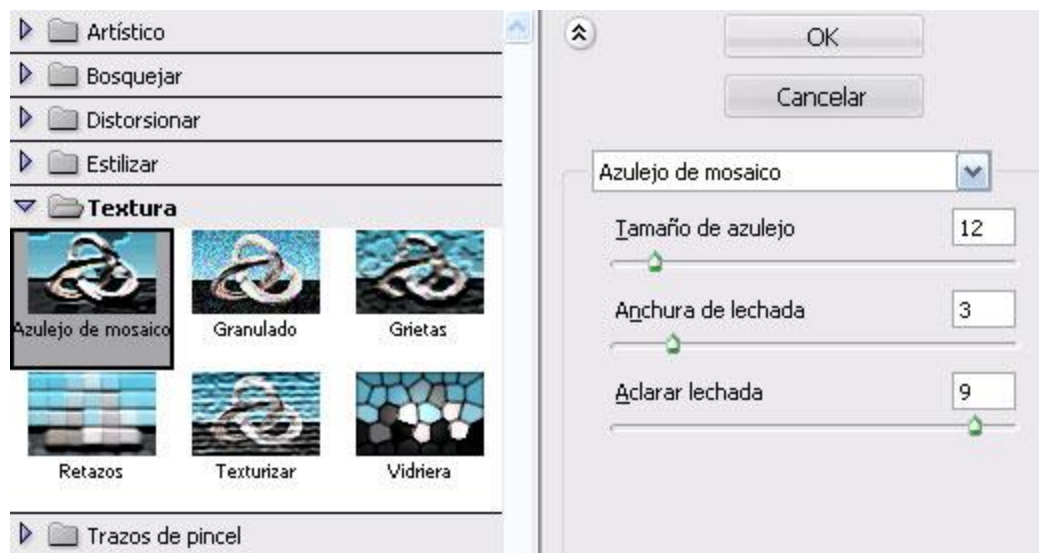 Artístico
Bosquejar
Distorsionar
Estilizar
Textura
Azulejo de mosaico
Granulado
Grietas
Retazos
Texturizar
Vidriera
Trazos de pincel
OK
Cancelar
Azulejo de mosaico
Tamaño de azulejo 12
Anchura de lechada 3
Aclarar lechada 9